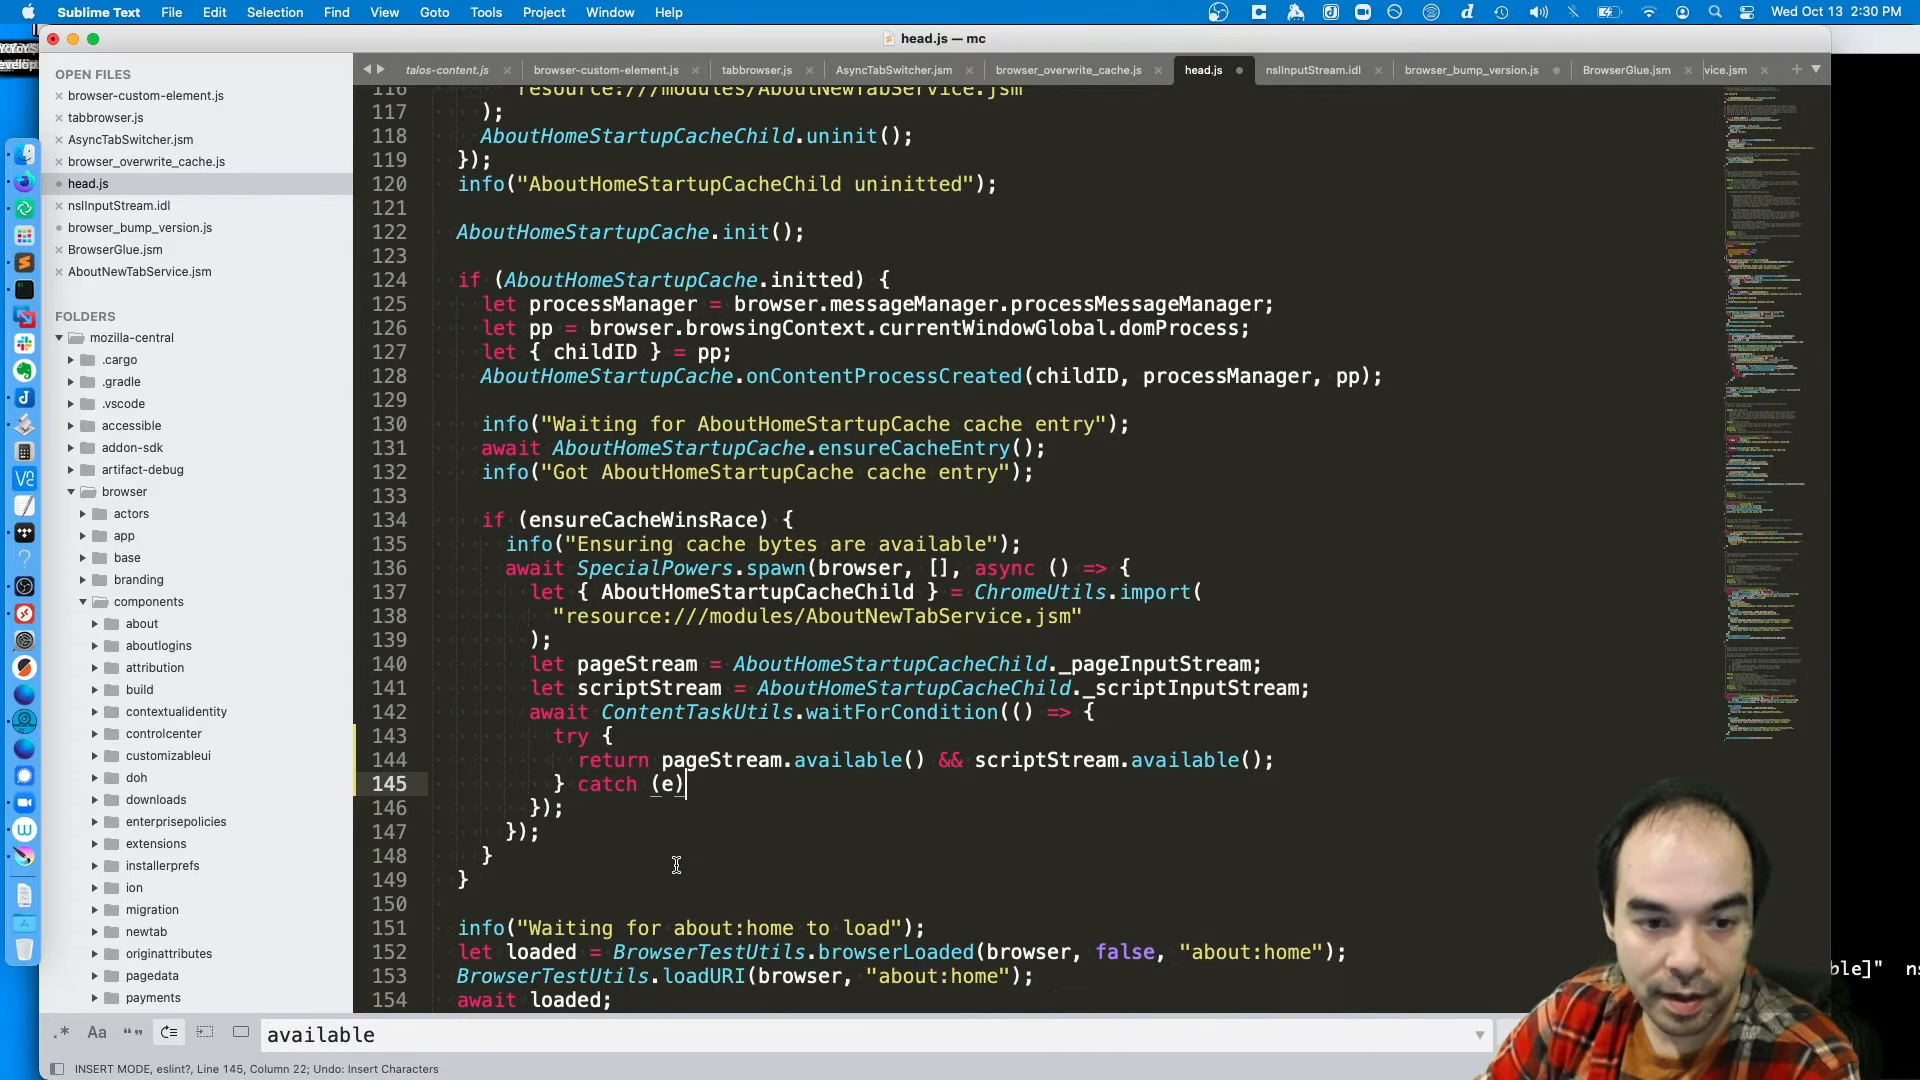 Sublime Text File Edit Selection Find View Goto Tools Project Window Help
Wed Oct 13 2:30 PM
head.js — mc
OPEN FILES
browser-custom-element.js
tabbrowser.js
AsyncTabSwitcher.jsm
browser_overwrite_cache.js
head.js
nsIInputStream.idl
browser_bump_version.js
BrowserGlue.jsm
AboutNewTabService.jsm
FOLDERS
mozilla-central
.cargo
.gradle
.vscode
accessible
addon-sdk
artifact-debug
browser
actors
app
base
branding
components
about
aboutlogins
attribution
build
contextualidentity
controlcenter
customizableui
doh
downloads
enterprisepolicies
extensions
installerprefs
ion
migration
newtab
originattributes
pagedata
payments
talos-content.js browser-custom-element.js tabbrowser.js AsyncTabSwitcher.jsm browser_overwrite_cache.js head.js nsIInputStream.idl browser_bump_version.js BrowserGlue.jsm vice.jsm
116 resource:///modules/AboutNewTabService.jsm
117 );
118 AboutHomeStartupCacheChild.uninit();
119 });
120 info("AboutHomeStartupCacheChild uninitted");
121
122 AboutHomeStartupCache.init();
123
124 if (AboutHomeStartupCache.initted) {
125 let processManager = browser.messageManager.processMessageManager;
126 let pp = browser.browsingContext.currentWindowGlobal.domProcess;
127 let { childID } = pp;
128 AboutHomeStartupCache.onContentProcessCreated(childID, processManager, pp);
129
130 info("Waiting for AboutHomeStartupCache cache entry");
131 await AboutHomeStartupCache.ensureCacheEntry();
132 info("Got AboutHomeStartupCache cache entry");
133
134 if (ensureCacheWinsRace) {
135 info("Ensuring cache bytes are available");
136 await SpecialPowers.spawn(browser, [], async () => {
137 let { AboutHomeStartupCacheChild } = ChromeUtils.import(
138 "resource:///modules/AboutNewTabService.jsm"
139 );
140 let pageStream = AboutHomeStartupCacheChild._pageInputStream;
141 let scriptStream = AboutHomeStartupCacheChild._scriptInputStream;
142 await ContentTaskUtils.waitForCondition(() => {
143 try {
144 return pageStream.available() && scriptStream.available();
145 } catch (e)
146 });
147 });
148 }
149 }
150
151 info("Waiting for about:home to load");
152 let loaded = BrowserTestUtils.browserLoaded(browser, false, "about:home");
153 BrowserTestUtils.loadURI(browser, "about:home");
154 await loaded;
ble]" ns
.* Aa “” available
INSERT MODE, eslint?, Line 145, Column 22; Undo: Insert Characters